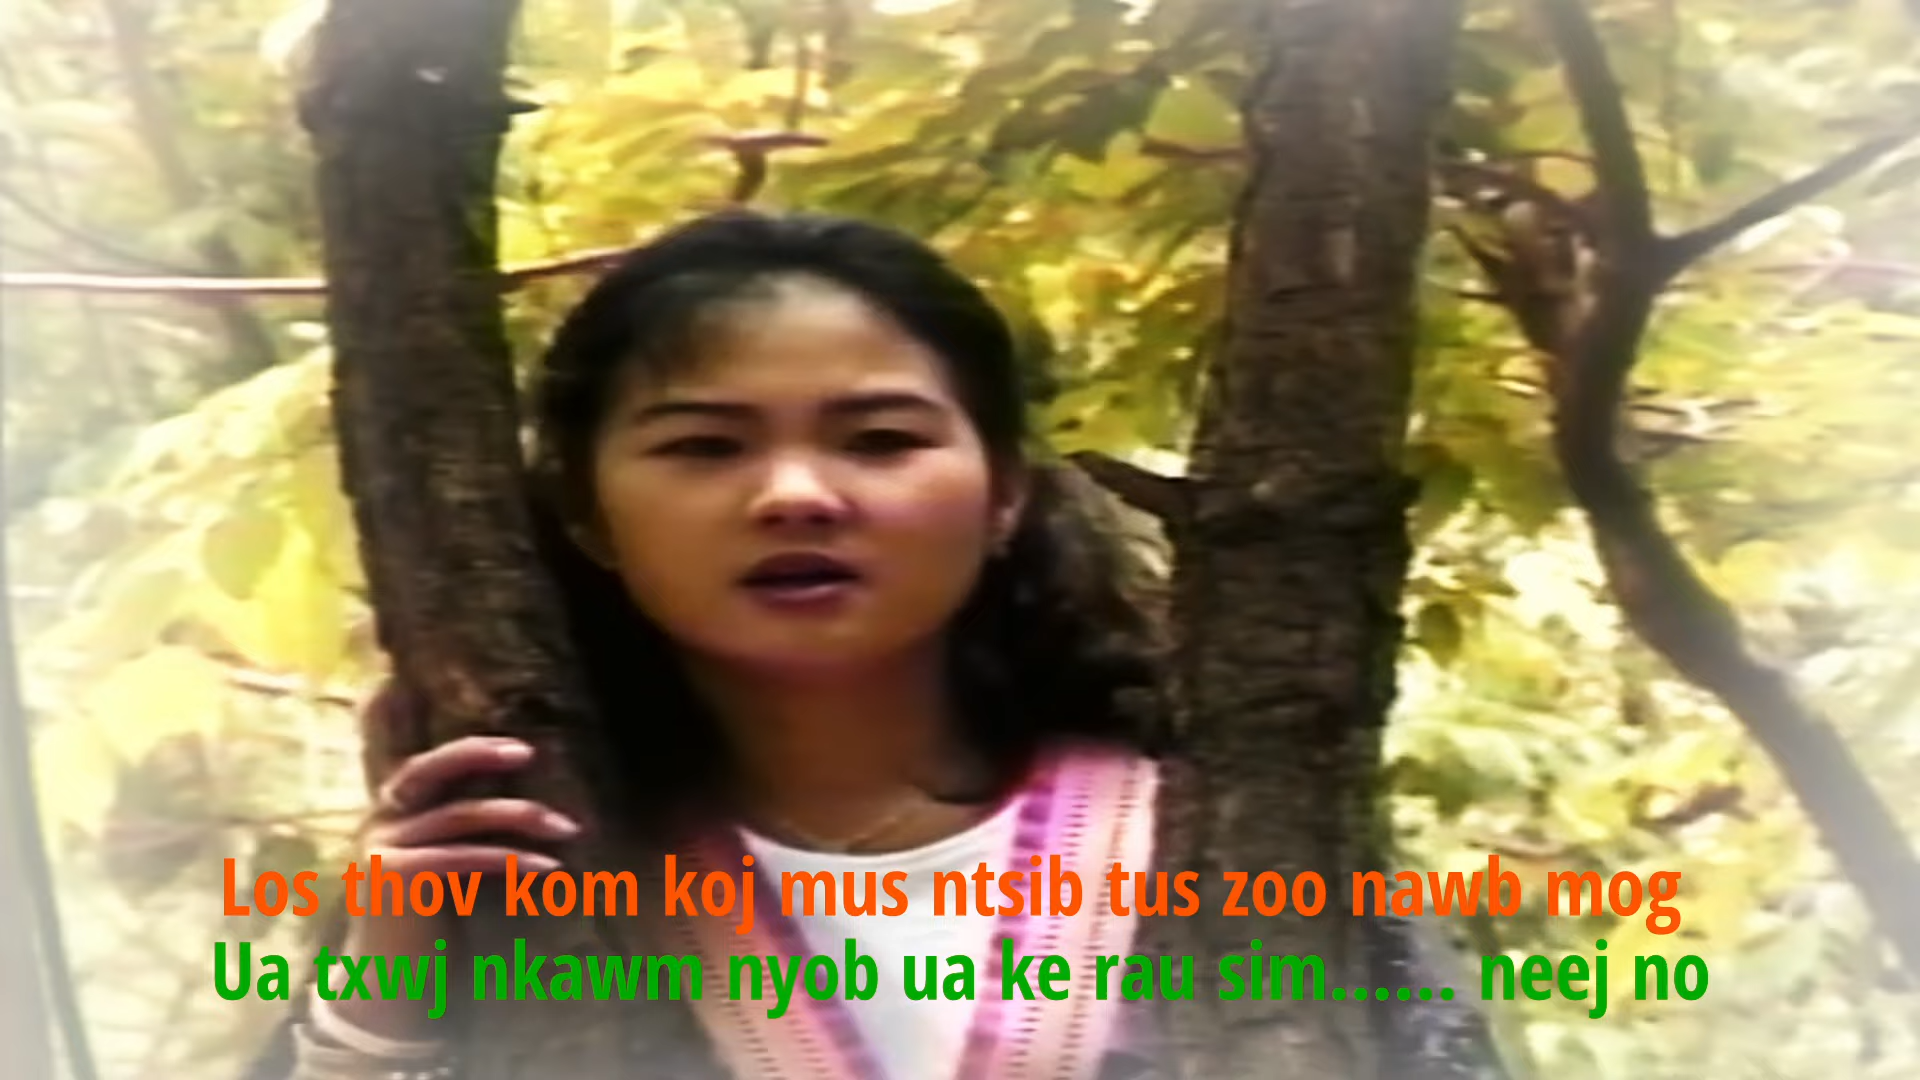 Los thov kom koj mus ntsib tus zoo nawb mog
Ua txwj nkawm nyob ua ke rau sim...... neej no